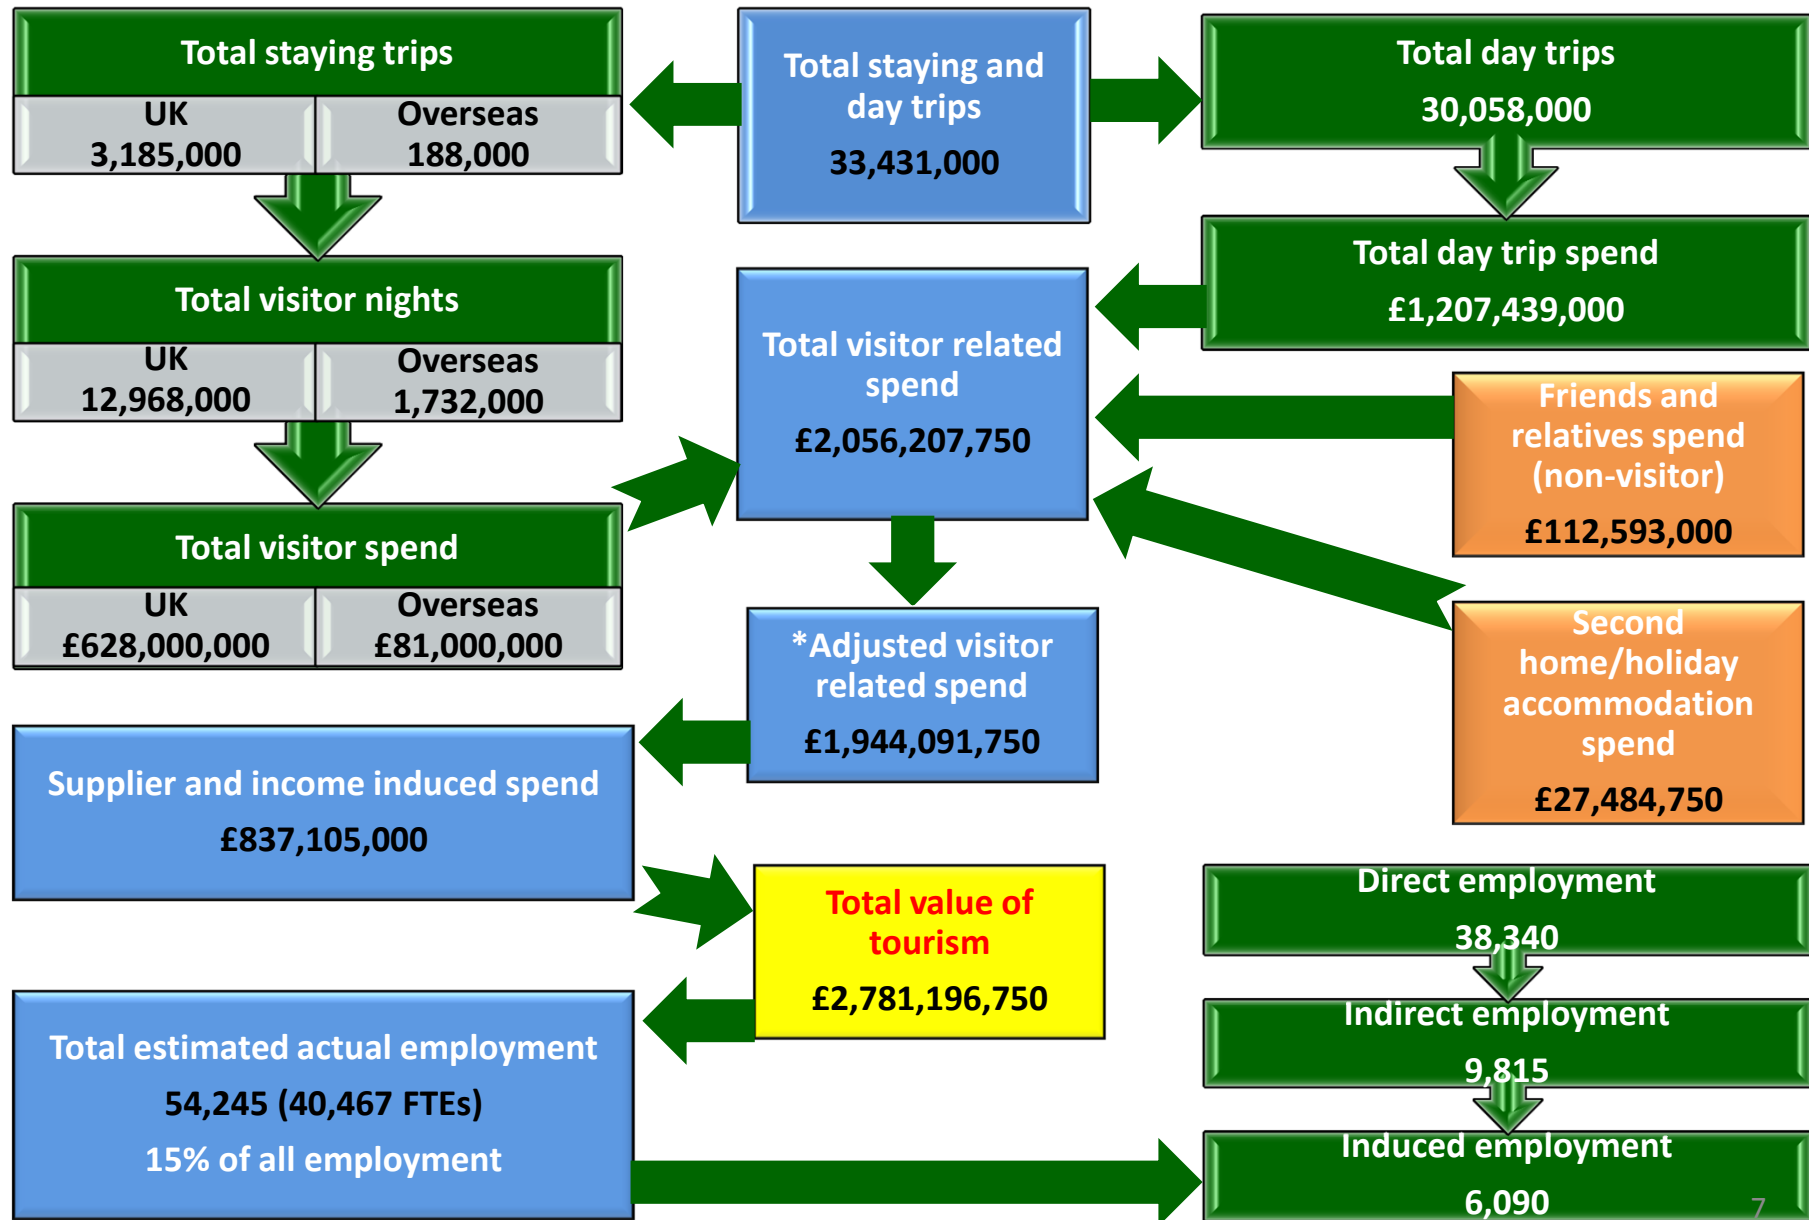 Total staying trips
UK
3,185,000
Overseas
188,000
Total staying and
day trips
33,431,000
Total day trips
30,058,000
Total visitor nights
UK
12,968,000
Overseas
1,732,000
Total visitor related
spend
£2,056,207,750
Total day trip spend
£1,207,439,000
Friends and
relatives spend
(non-visitor)
£112,593,000
Total visitor spend
UK
£628,000,000
Overseas
£81,000,000
*Adjusted visitor
related spend
£1,944,091,750
Second
home/holiday
accommodation
spend
£27,484,750
Supplier and income induced spend
£837,105,000
Total value of
tourism
£2,781,196,750
Direct employment
38,340
Indirect employment
9,815
Induced employment
6,090
Total estimated actual employment
54,245 (40,467 FTEs)
15% of all employment
7